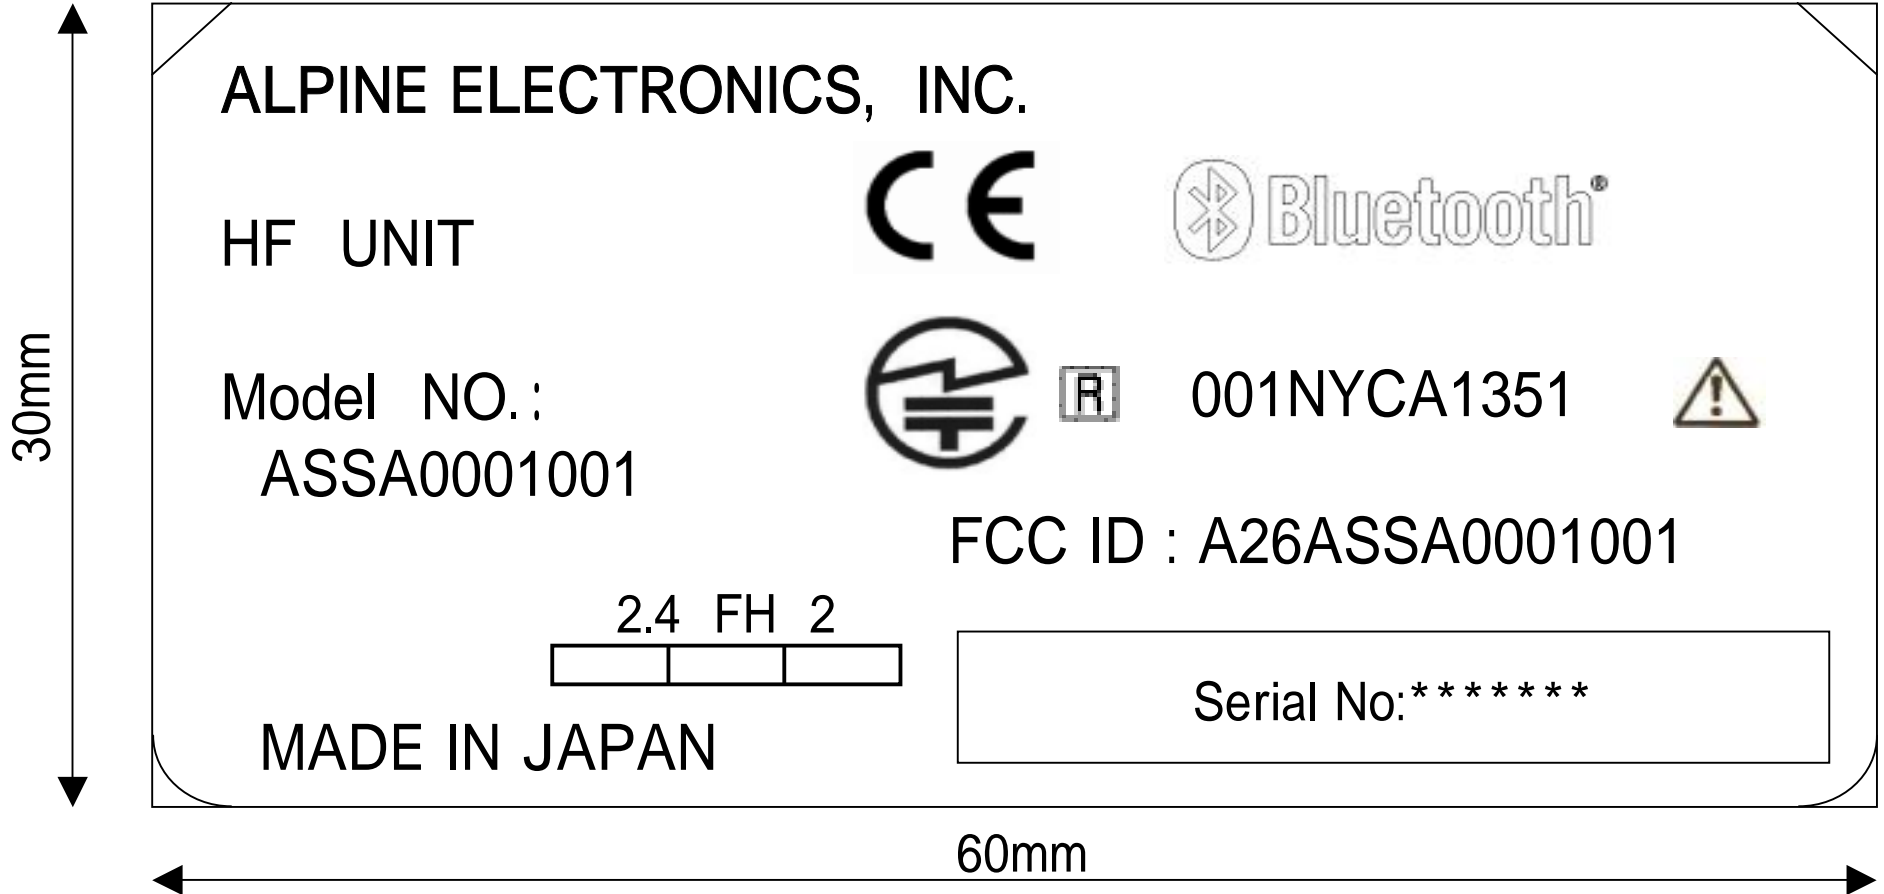 ALPINE ELECTRONICS, INC.
HF UNIT
CE
Bluetooth®
Model NO.:
ASSA0001001
R 001NYCA1351
FCC ID : A26ASSA0001001
2.4 FH 2
Serial No:*******
MADE IN JAPAN
30mm
60mm